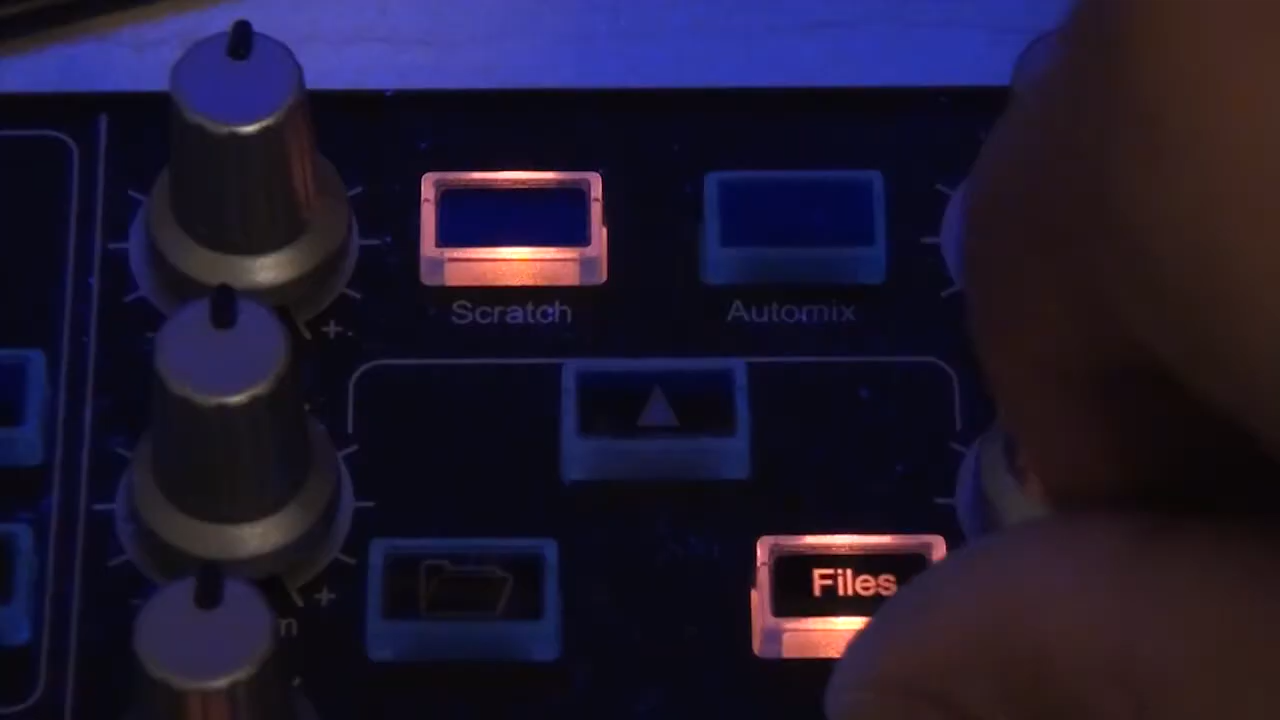 Scratch
Automix
+
Files
+
m